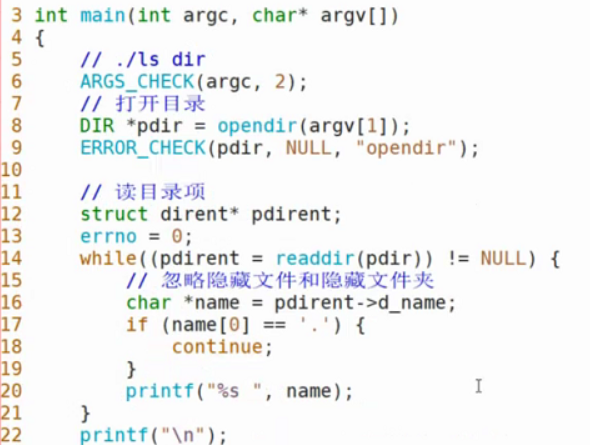 3 int main(int argc, char* argv[])
4 {
5     // ./ls dir
6     ARGS_CHECK(argc, 2);
7     // 打开目录
8     DIR *pdir = opendir(argv[1]);
9     ERROR_CHECK(pdir, NULL, "opendir");
10
11     // 读目录项
12     struct dirent* pdirent;
13     errno = 0;
14     while((pdirent = readdir(pdir)) != NULL) {
15         // 忽略隐藏文件和隐藏文件夹
16         char *name = pdirent->d_name;
17         if (name[0] == '.') {
18             continue;
19         }
20         printf("%s ", name);
21     }
22     printf("\n");